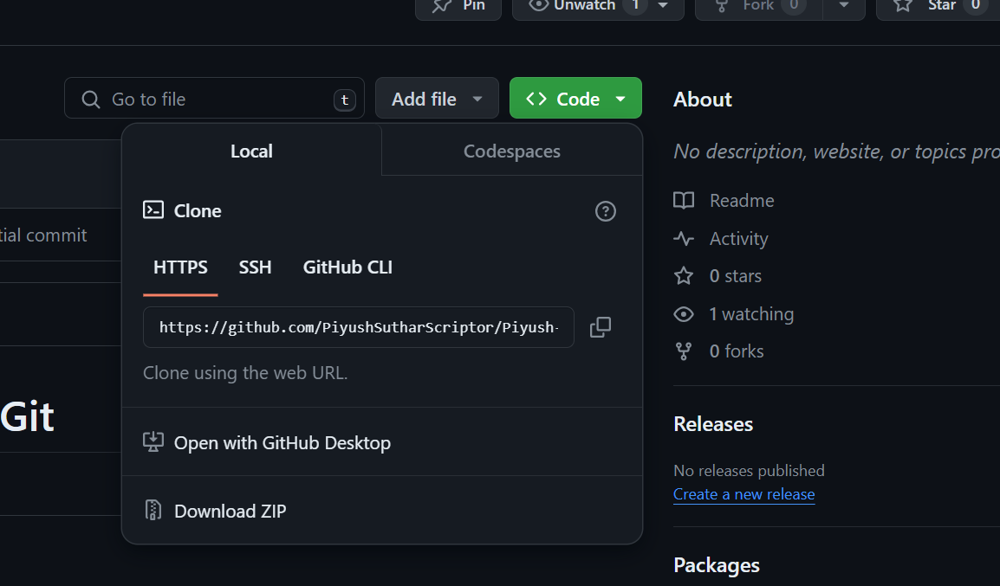 Pin
Unwatch 1
Fork 0
Star 0
Go to file t
Add file
Code
About
Local
Codespaces
No description, website, or topics pro
Clone
Readme
tial commit
Activity
HTTPS
SSH
GitHub CLI
0 stars
https://github.com/PiyushSutharScriptor/Piyush-
1 watching
Clone using the web URL.
0 forks
Git
Releases
Open with GitHub Desktop
No releases published
Create a new release
Download ZIP
Packages